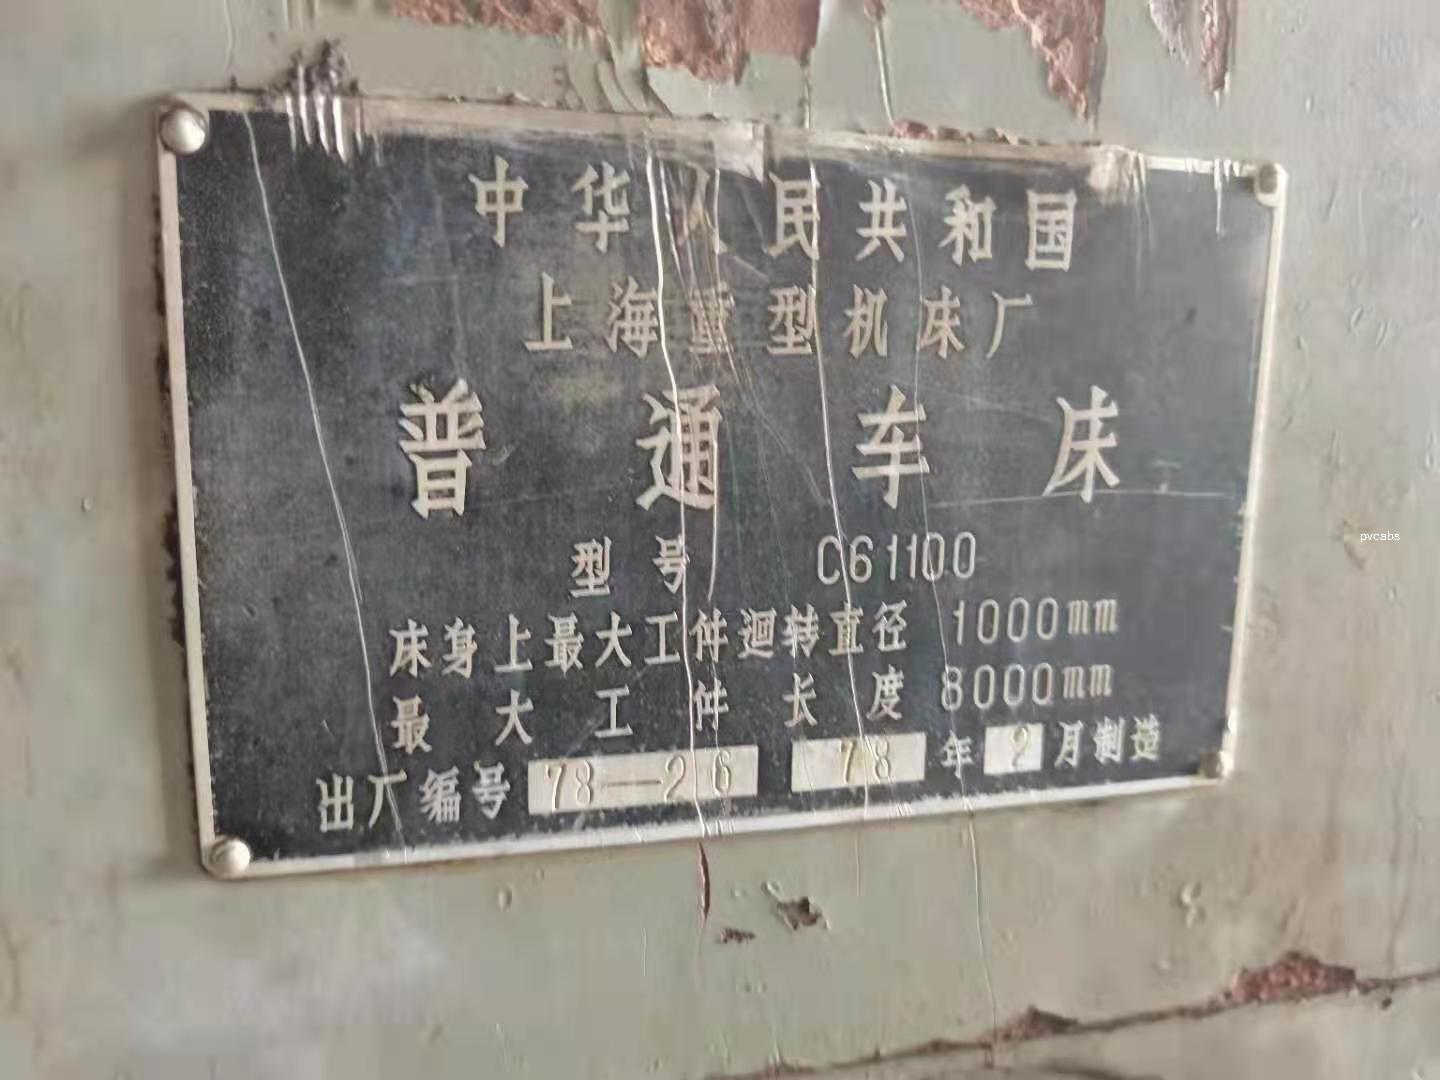 中华人民共和国
上海重型机床厂
普通车床
型号 C61100
床身上最大工件迴转直径 1000mm
最大工件长度 8000mm
出厂编号 78—26 78 年 2 月制造
pvcabs